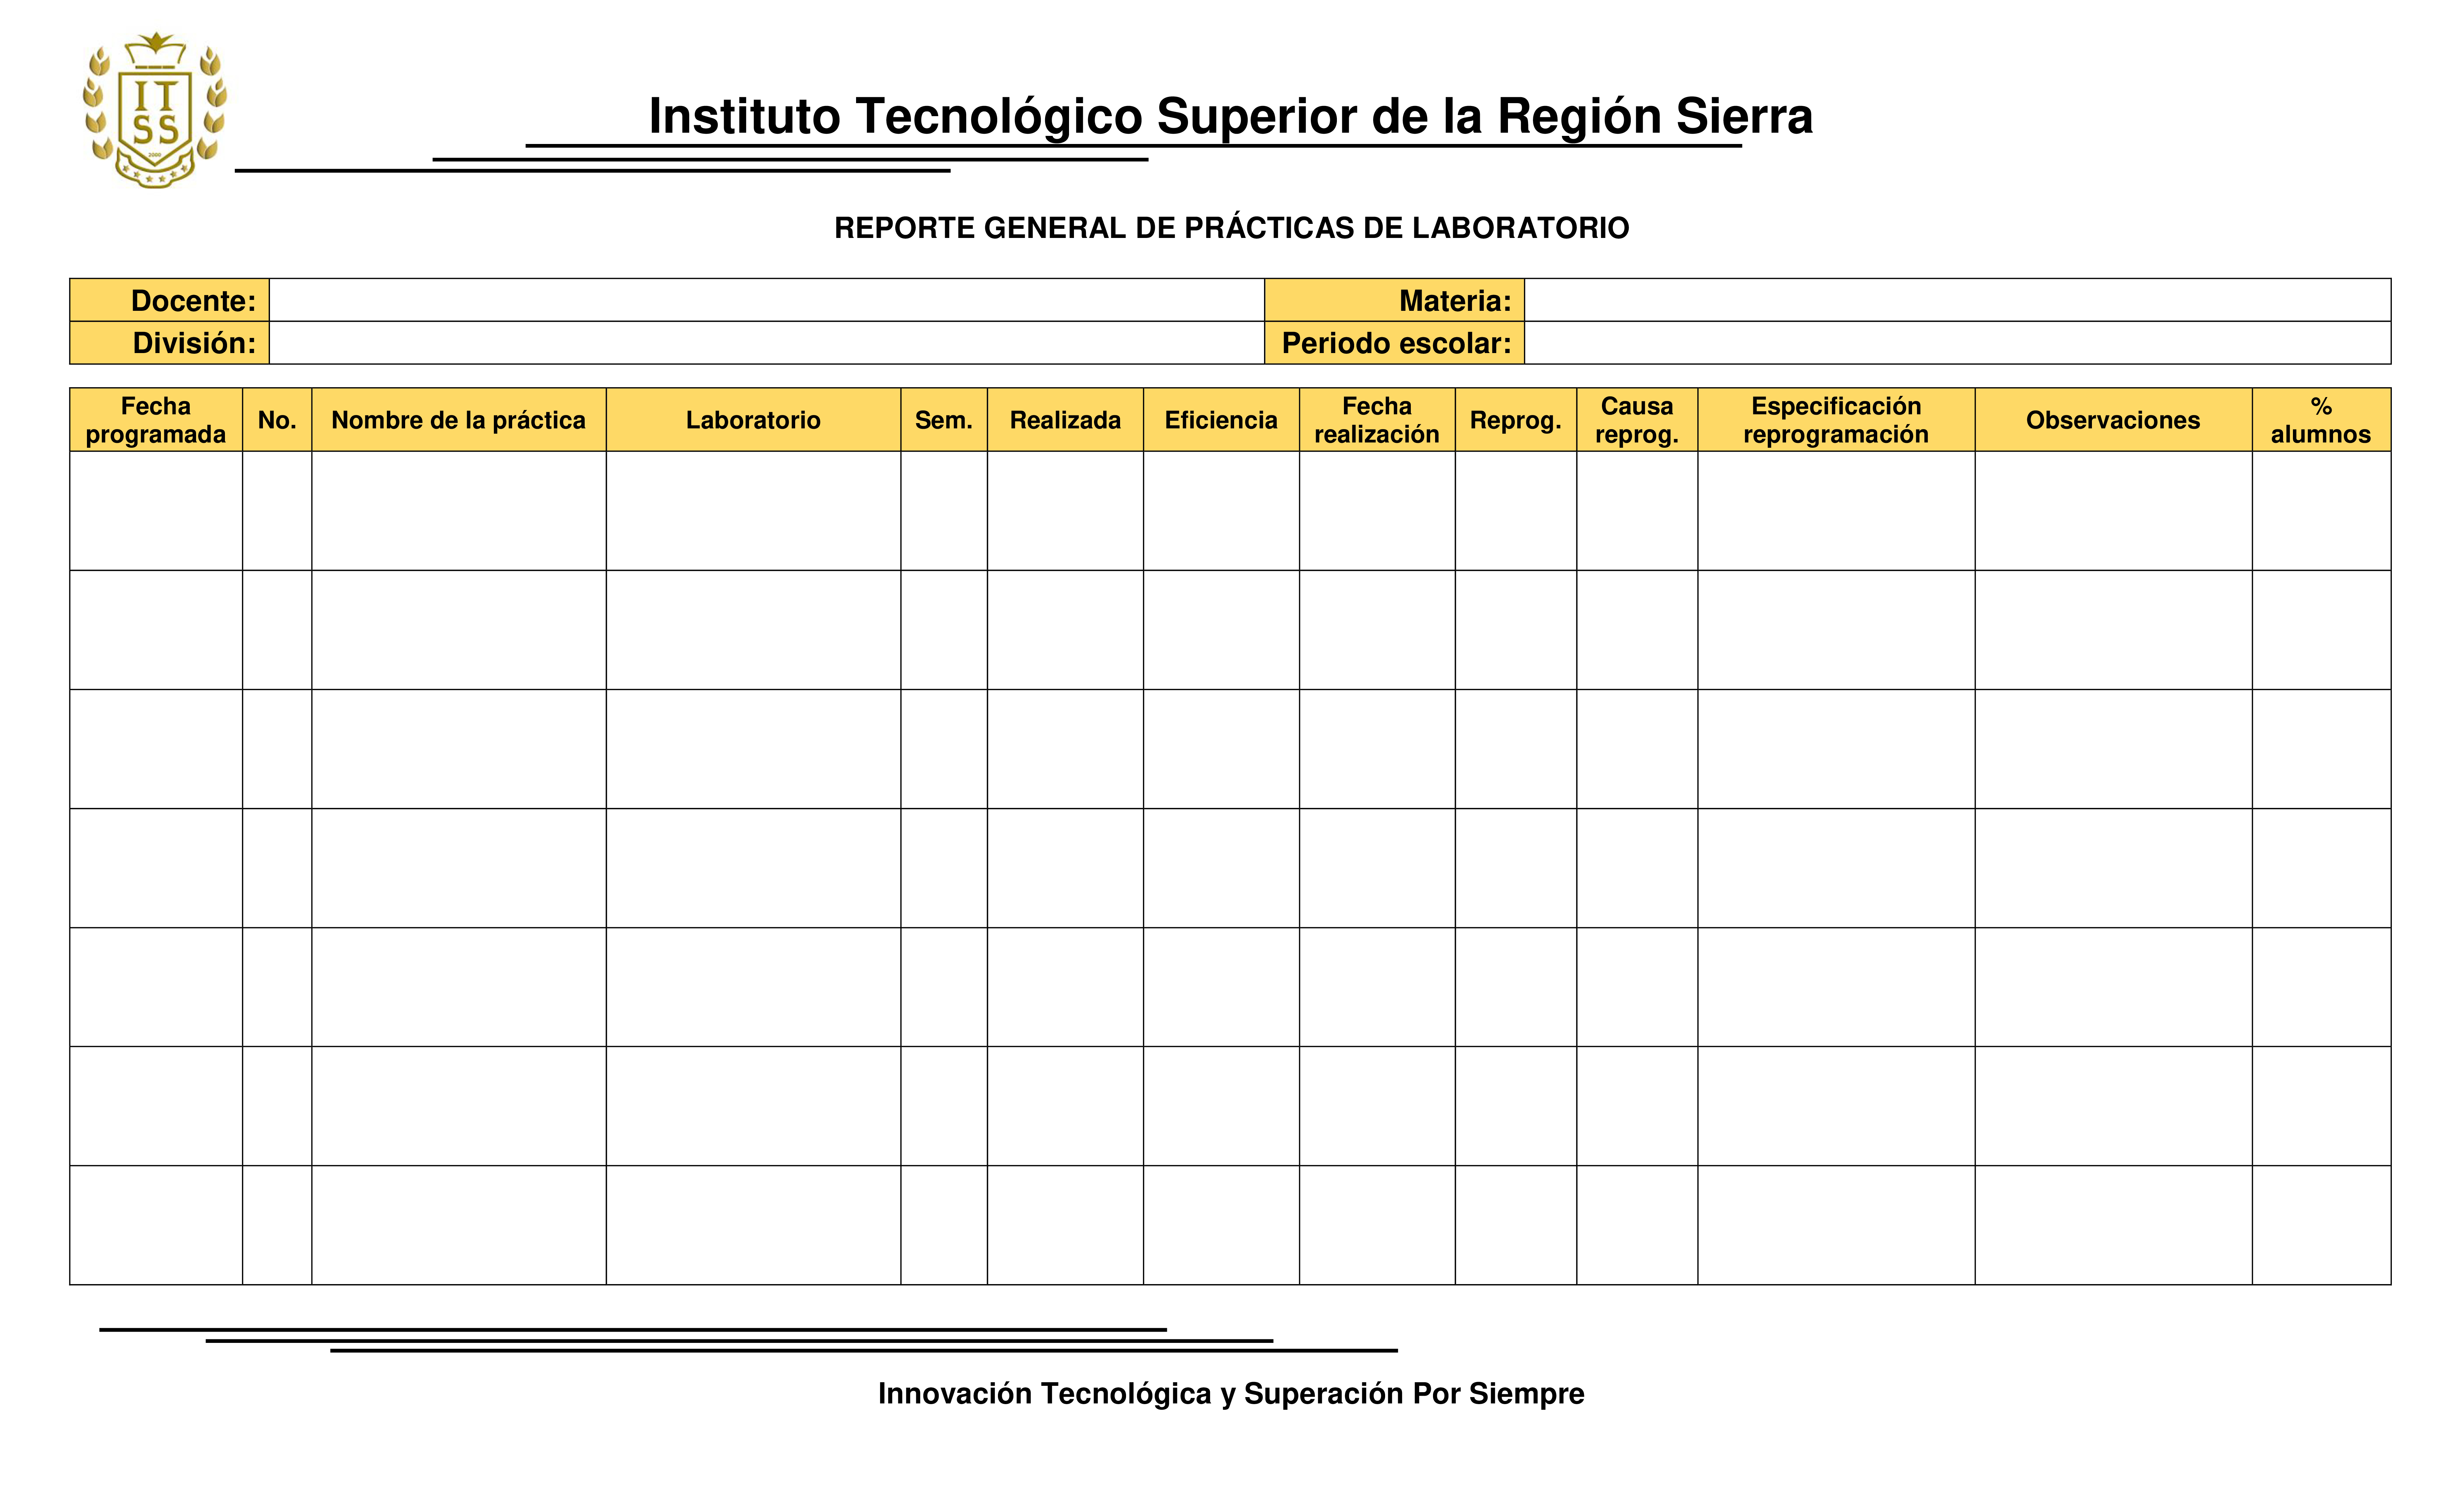 IT
SS
2000
Instituto Tecnológico Superior de la Región Sierra
REPORTE GENERAL DE PRÁCTICAS DE LABORATORIO
Docente:
Materia:
División:
Periodo escolar:
Fecha
programada
No.
Nombre de la práctica
Laboratorio
Sem.
Realizada
Eficiencia
Fecha
realización
Reprog.
Causa
reprog.
Especificación
reprogramación
Observaciones
%
alumnos
Innovación Tecnológica y Superación Por Siempre